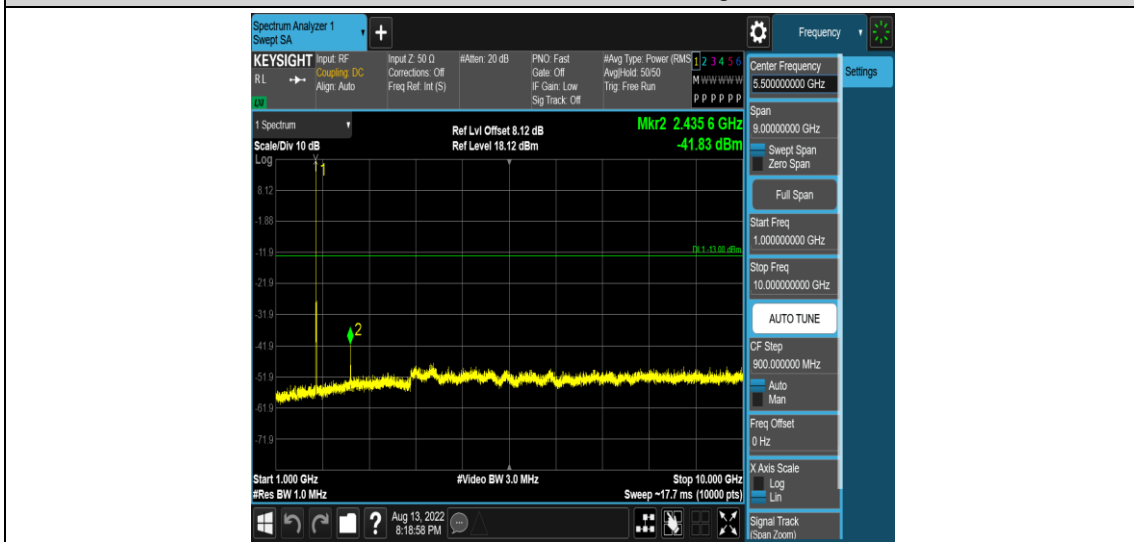 Spectrum Analyzer 1
Swept SA
+
Frequency
KEYSIGHT
RL
LXI
Input: RF
Coupling: DC
Align: Auto
Input Z: 50 Ω
Corrections: Off
Freq Ref: Int (S)
#Atten: 20 dB
PNO: Fast
Gate: Off
IF Gain: Low
Sig Track: Off
#Avg Type: Power (RMS
Avg|Hold: 50/50
Trig: Free Run
1 2 3 4 5 6
M W W W W W
P P P P P P
1 Spectrum
Scale/Div 10 dB
Ref Lvl Offset 8.12 dB
Ref Level 18.12 dBm
Mkr2 2.435 6 GHz
-41.83 dBm
Log
1
8.12
-1.88
-11.9
DL1 -13.00 dBm
-21.9
-31.9
2
-41.9
-51.9
-61.9
-71.9
Start 1.000 GHz
#Res BW 1.0 MHz
#Video BW 3.0 MHz
Stop 10.000 GHz
Sweep ~17.7 ms (10000 pts)
?
Aug 13, 2022
8:18:58 PM
Center Frequency
5.500000000 GHz
Settings
Span
9.00000000 GHz
Swept Span
Zero Span
Full Span
Start Freq
1.000000000 GHz
Stop Freq
10.000000000 GHz
AUTO TUNE
CF Step
900.000000 MHz
Auto
Man
Freq Offset
0 Hz
X Axis Scale
Log
Lin
Signal Track
(Span Zoom)